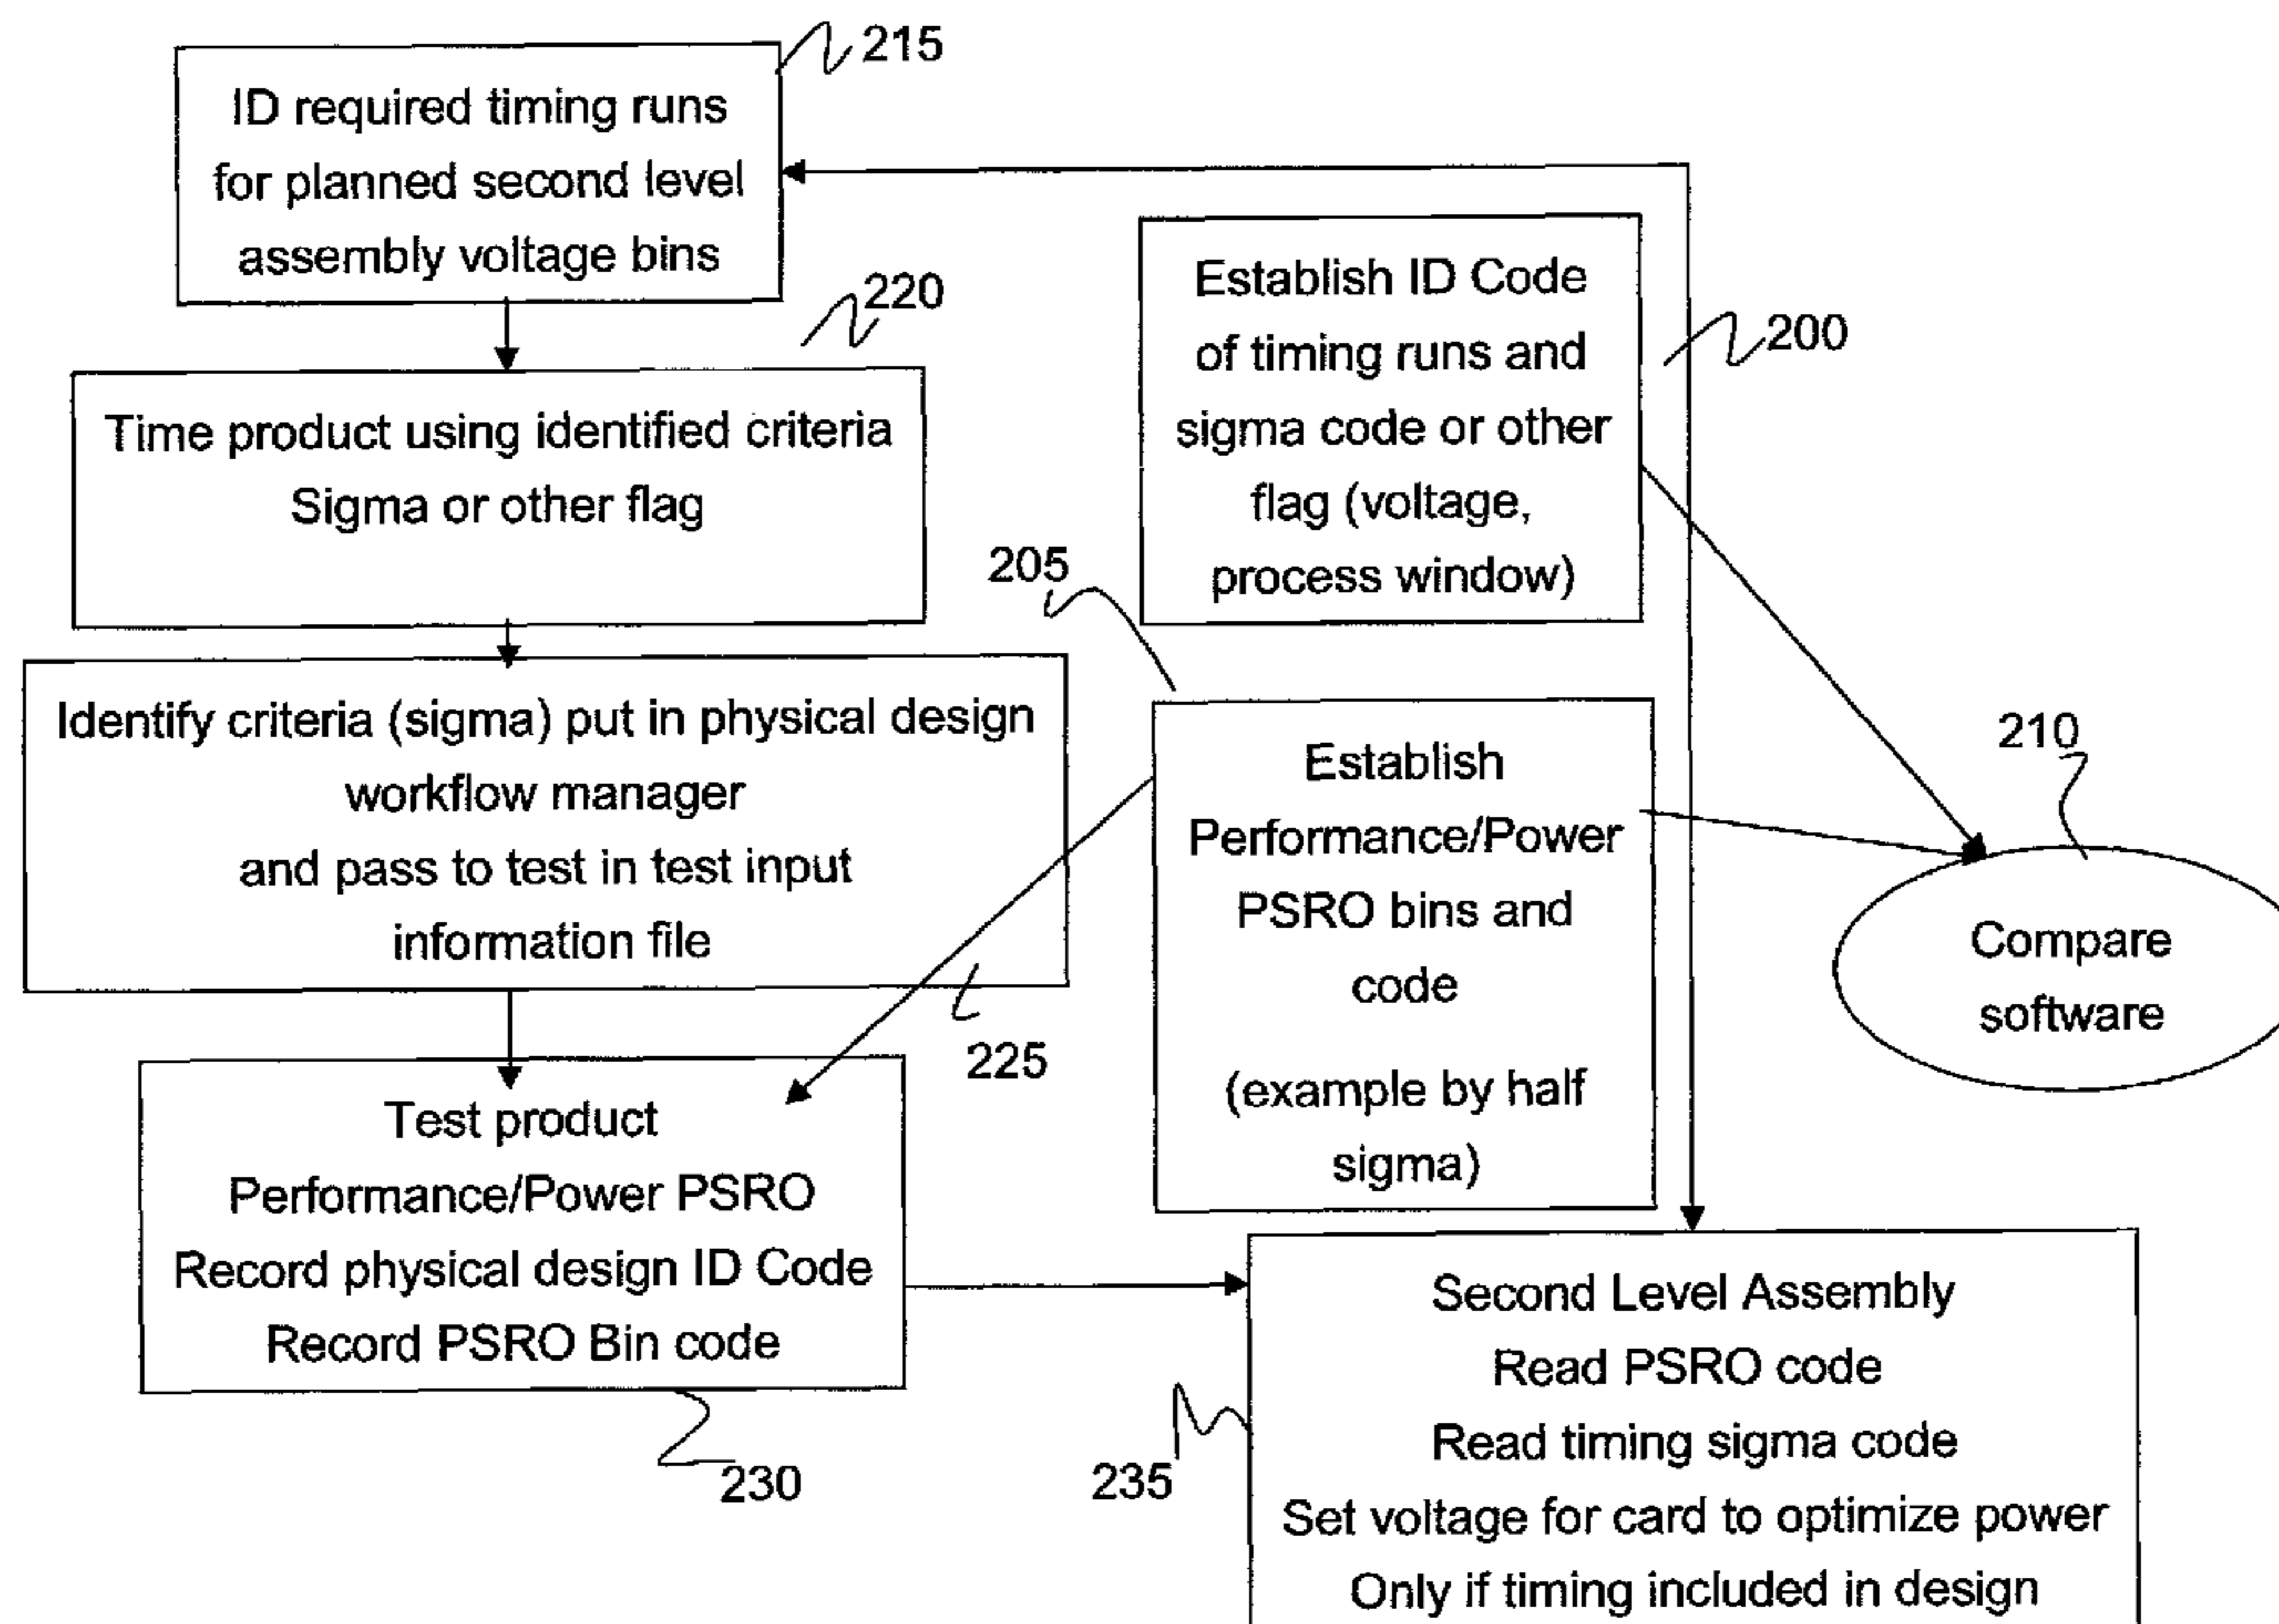 215
ID required timing runs
for planned second level
assembly voltage bins
220
Time product using identified criteria
Sigma or other flag
Identify criteria (sigma) put in physical design
workflow manager
and pass to test in test input
information file
225
Test product
Performance/Power PSRO
Record physical design ID Code
Record PSRO Bin code
230
Establish ID Code
of timing runs and
sigma code or other
flag (voltage,
process window)
200
205
Establish
Performance/Power
PSRO bins and
code
(example by half
sigma)
210
Compare
software
Second Level Assembly
Read PSRO code
Read timing sigma code
Set voltage for card to optimize power
Only if timing included in design
235